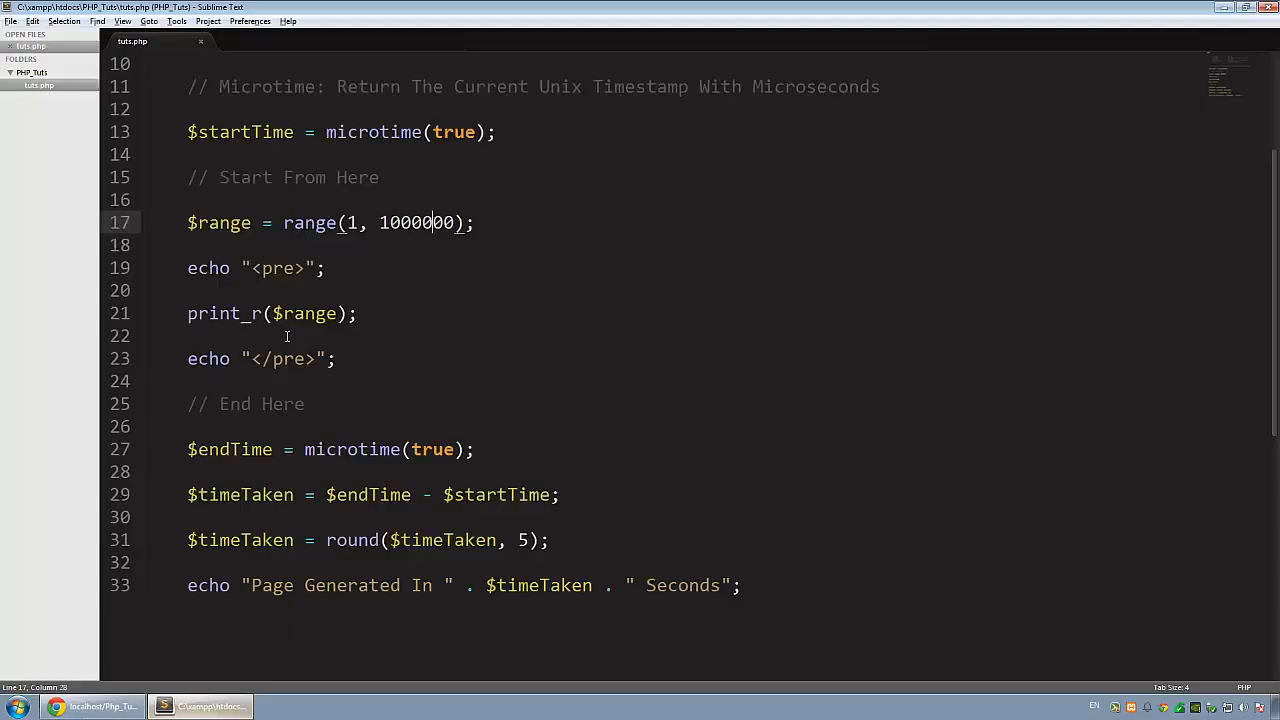 C:\xampp\htdocs\PHP_Tuts\tuts.php (PHP_Tuts) - Sublime Text
File Edit Selection Find View Goto Tools Project Preferences Help
OPEN FILES
× tuts.php
FOLDERS
PHP_Tuts
tuts.php
tuts.php ×
10
11 // Microtime: Return The Current Unix Timestamp With Microseconds
12
13 $startTime = microtime(true);
14
15 // Start From Here
16
17 $range = range(1, 1000000);
18
19 echo "<pre>";
20
21 print_r($range);
22
23 echo "</pre>";
24
25 // End Here
26
27 $endTime = microtime(true);
28
29 $timeTaken = $endTime - $startTime;
30
31 $timeTaken = round($timeTaken, 5);
32
33 echo "Page Generated In " . $timeTaken . " Seconds";
Line 17, Column 28 Tab Size: 4 PHP
localhost/Php_Tu... C:\xampp\htdocs... EN